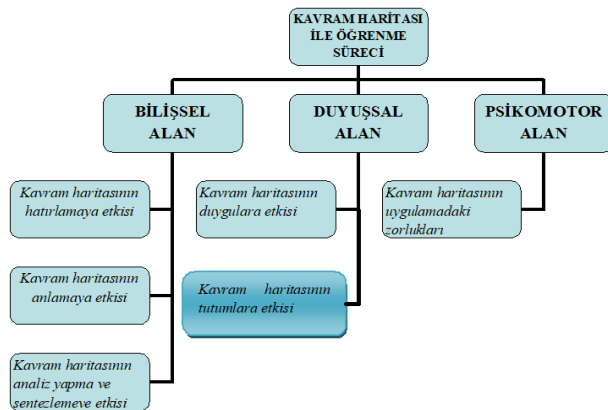 KAVRAM HARİTASI
İLE ÖĞRENME
SÜRECİ
BİLİŞSEL
ALAN
DUYUŞSAL
ALAN
PSİKOMOTOR
ALAN
Kavram haritasının
hatırlamaya etkisi
Kavram haritasının
duygulara etkisi
Kavram haritasının
uygulamadaki
zorlukları
Kavram haritasının
anlamaya etkisi
Kavram haritasının
tutumlara etkisi
Kavram haritasının
analiz yapma ve
sentezlemeye etkisi